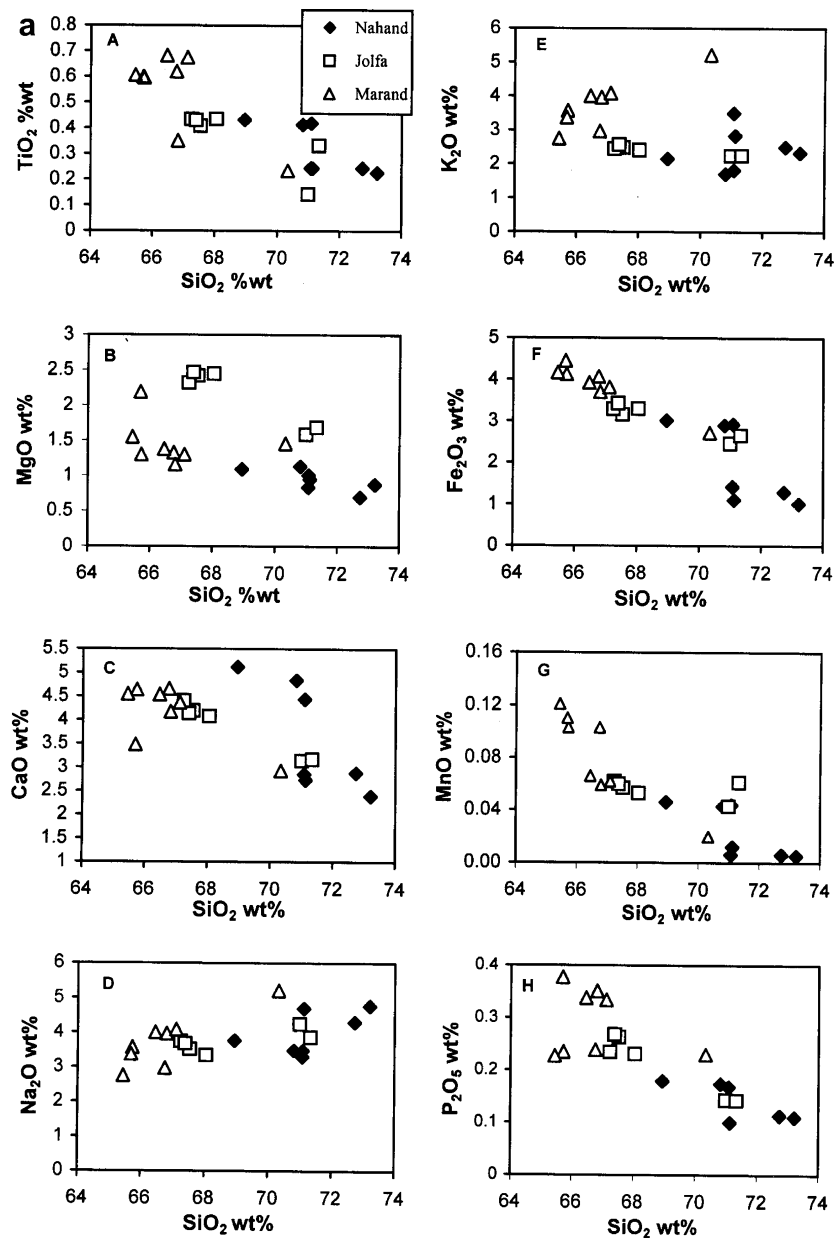 a
A
0.8
0.7
0.6
0.5
0.4
0.3
0.2
0.1
0
TiO₂ %wt
64 66 68 70 72 74
SiO₂ %wt
Nahand
Jolfa
Marand
E
6
5
4
3
2
1
0
K₂O wt%
64 66 68 70 72 74
SiO₂ wt%
B
3
2.5
2
1.5
1
0.5
0
MgO wt%
64 66 68 70 72 74
SiO₂ %wt
F
5
4
3
2
1
0
Fe₂O₃ wt%
64 66 68 70 72 74
SiO₂ wt%
C
5.5
5
4.5
4
3.5
3
2.5
2
1.5
1
CaO wt%
64 66 68 70 72 74
SiO₂ wt%
G
0.16
0.12
0.08
0.04
0.00
MnO wt%
64 66 68 70 72 74
SiO₂ wt%
D
6
5
4
3
2
1
0
Na₂O wt%
64 66 68 70 72 74
SiO₂ wt%
H
0.4
0.3
0.2
0.1
0
P₂O₅ wt%
64 66 68 70 72 74
SiO₂ wt%